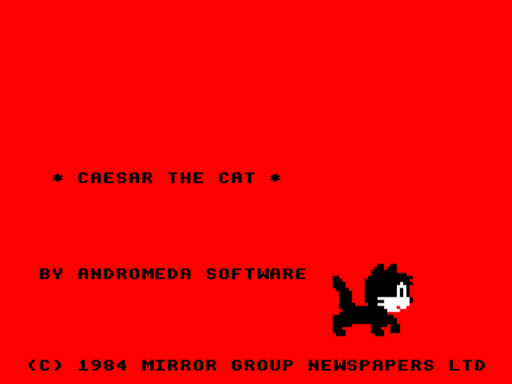 * CAESAR THE CAT *
BY ANDROMEDA SOFTWARE
(C) 1984 MIRROR GROUP NEWSPAPERS LTD